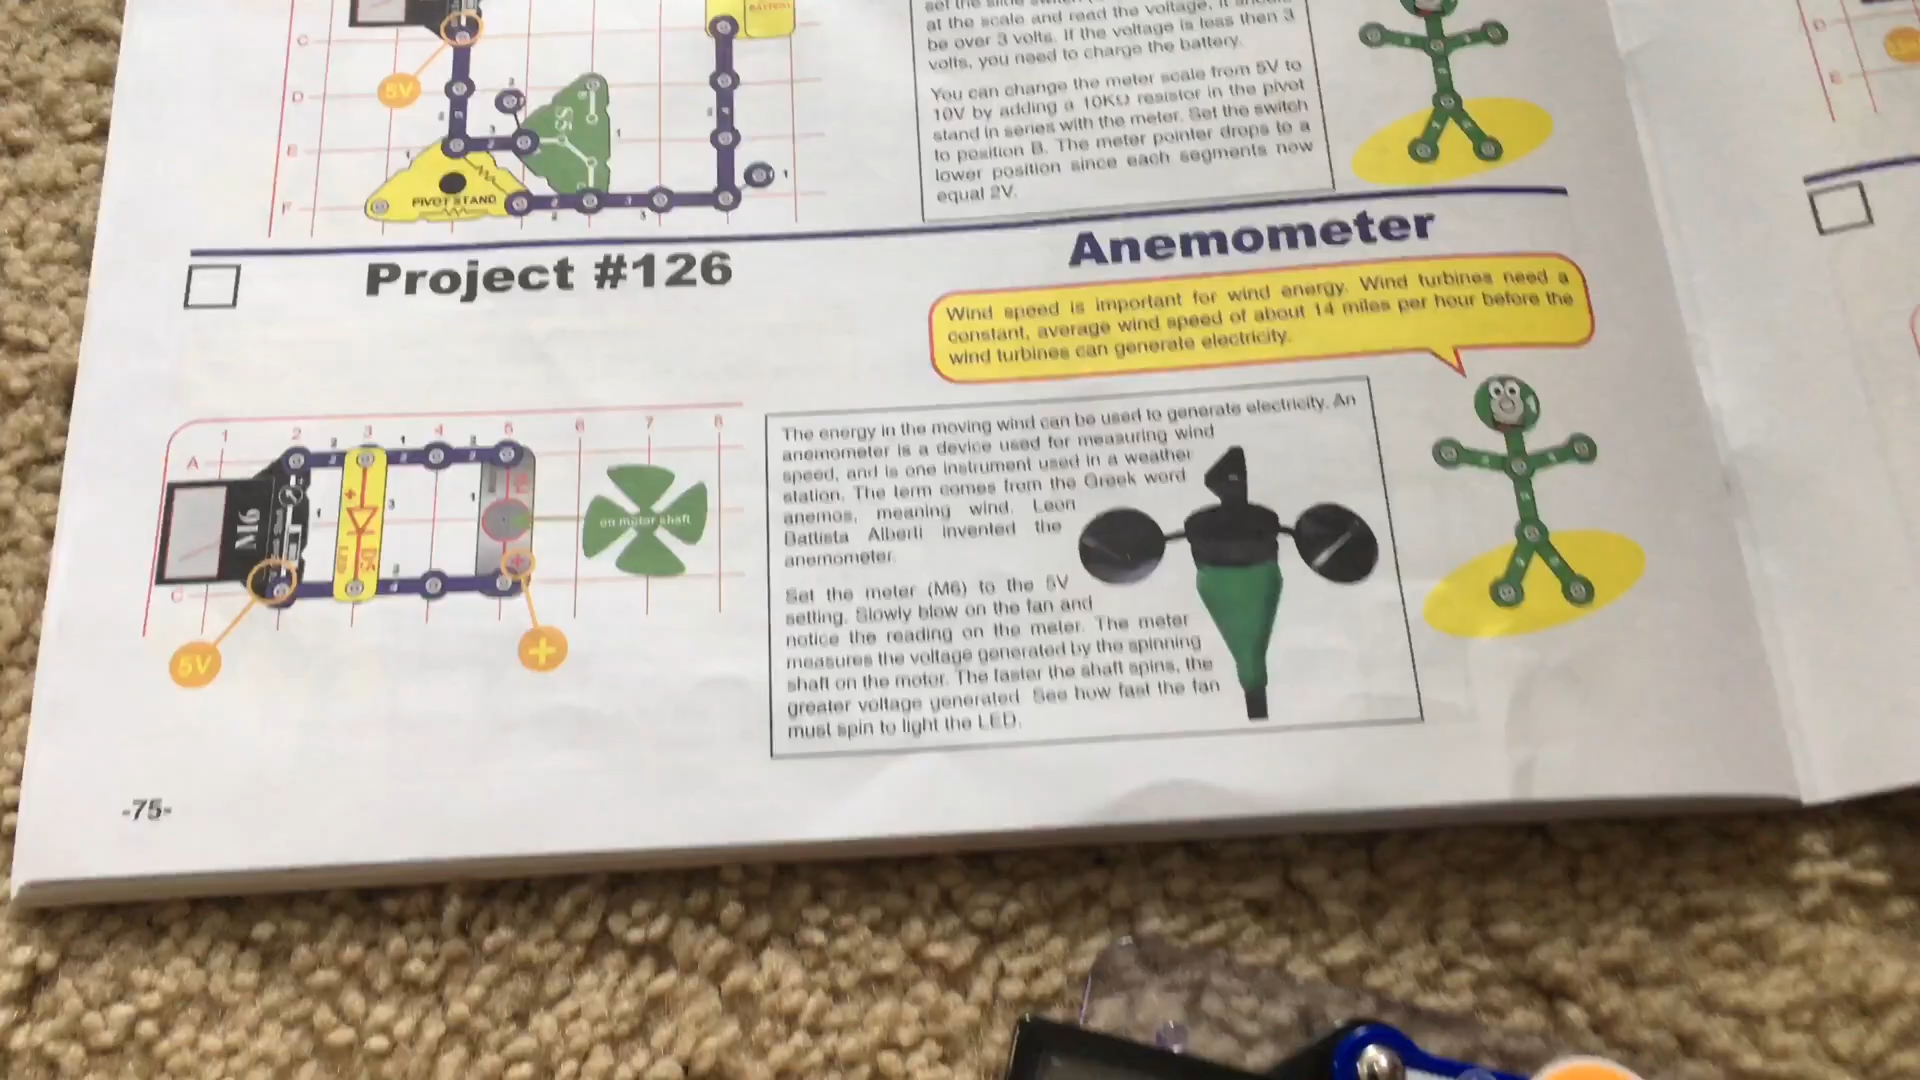 at the scale and read the voltage, it should
be over 3 volts. If the voltage is less then 3
volts, you need to charge the battery.
You can change the meter scale from 5V to
10V by adding a 10KΩ resistor in the pivot
stand in series with the meter. Set the switch
to position B. The meter pointer drops to a
lower position since each segments now
equal 2V.
BATTERY
C
D
E
F
5V
S5
PIVOT STAND
Project #126
Anemometer
Wind speed is important for wind energy. Wind turbines need a
constant, average wind speed of about 14 miles per hour before the
wind turbines can generate electricity.
1 2 3 4 5 6 7 8
A
C
M6
D5
LED
on motor shaft
5V
+
The energy in the moving wind can be used to generate electricity. An
anemometer is a device used for measuring wind
speed, and is one instrument used in a weather
station. The term comes from the Greek word
anemos, meaning wind. Leon
Battista Alberti invented the
anemometer.
Set the meter (M6) to the 5V
setting. Slowly blow on the fan and
notice the reading on the meter. The meter
measures the voltage generated by the spinning
shaft on the motor. The faster the shaft spins, the
greater voltage generated. See how fast the fan
must spin to light the LED.
-75-
D
E